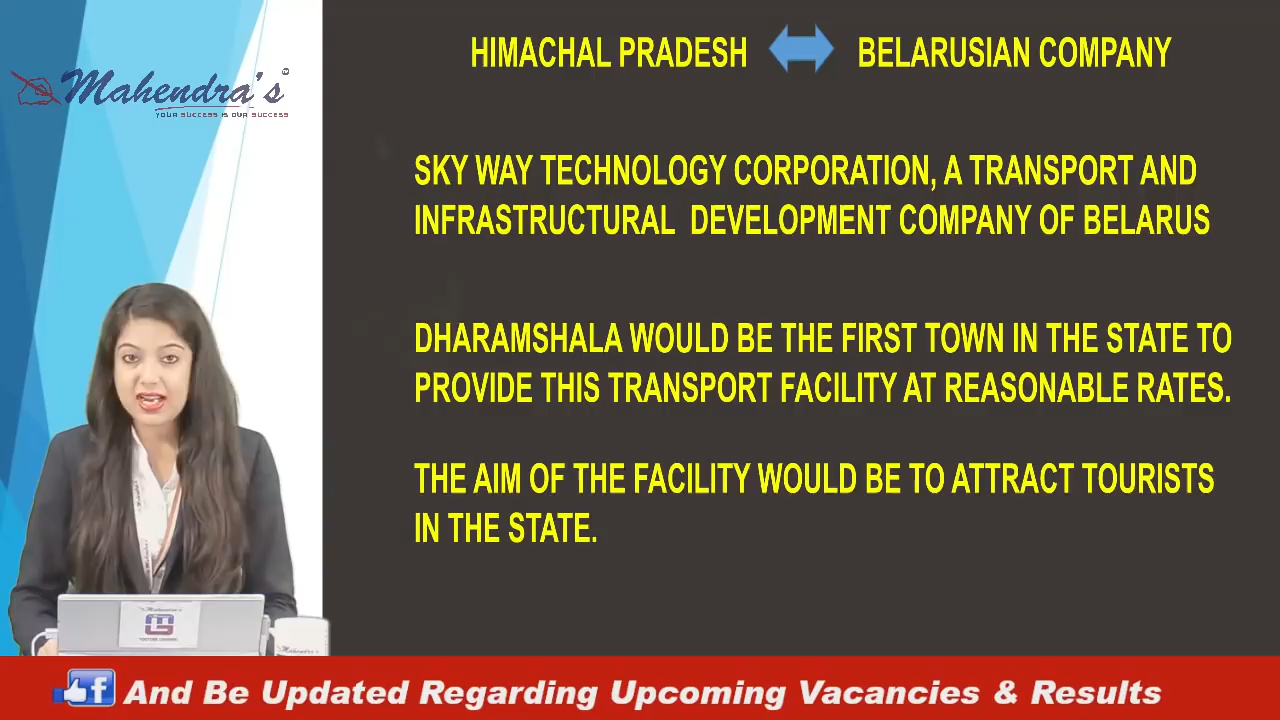 Mahendra's
YOUR SUCCESS IS OUR SUCCESS
HIMACHAL PRADESH BELARUSIAN COMPANY
SKY WAY TECHNOLOGY CORPORATION, A TRANSPORT AND
INFRASTRUCTURAL DEVELOPMENT COMPANY OF BELARUS
DHARAMSHALA WOULD BE THE FIRST TOWN IN THE STATE TO
PROVIDE THIS TRANSPORT FACILITY AT REASONABLE RATES.
THE AIM OF THE FACILITY WOULD BE TO ATTRACT TOURISTS
IN THE STATE.
Mahendra's
Mahendra's
f And Be Updated Regarding Upcoming Vacancies & Results